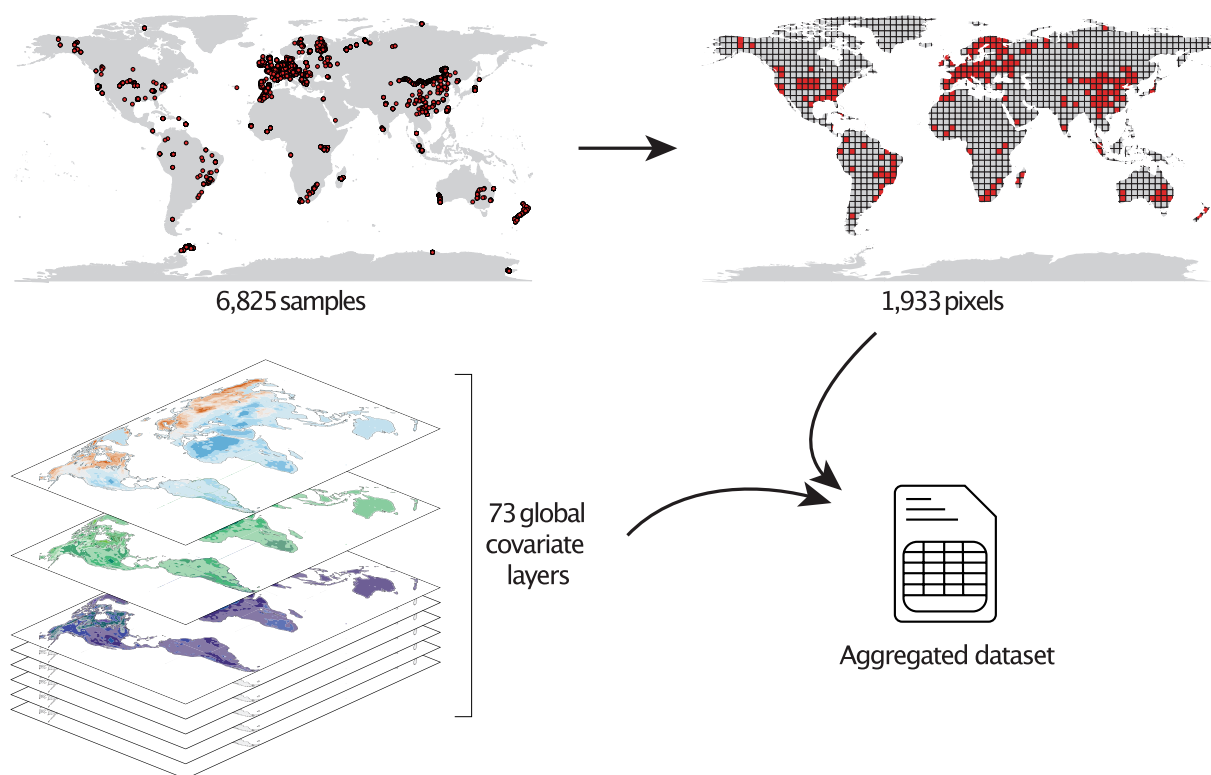 6,825 samples
1,933 pixels
73 global
covariate
layers
Aggregated dataset